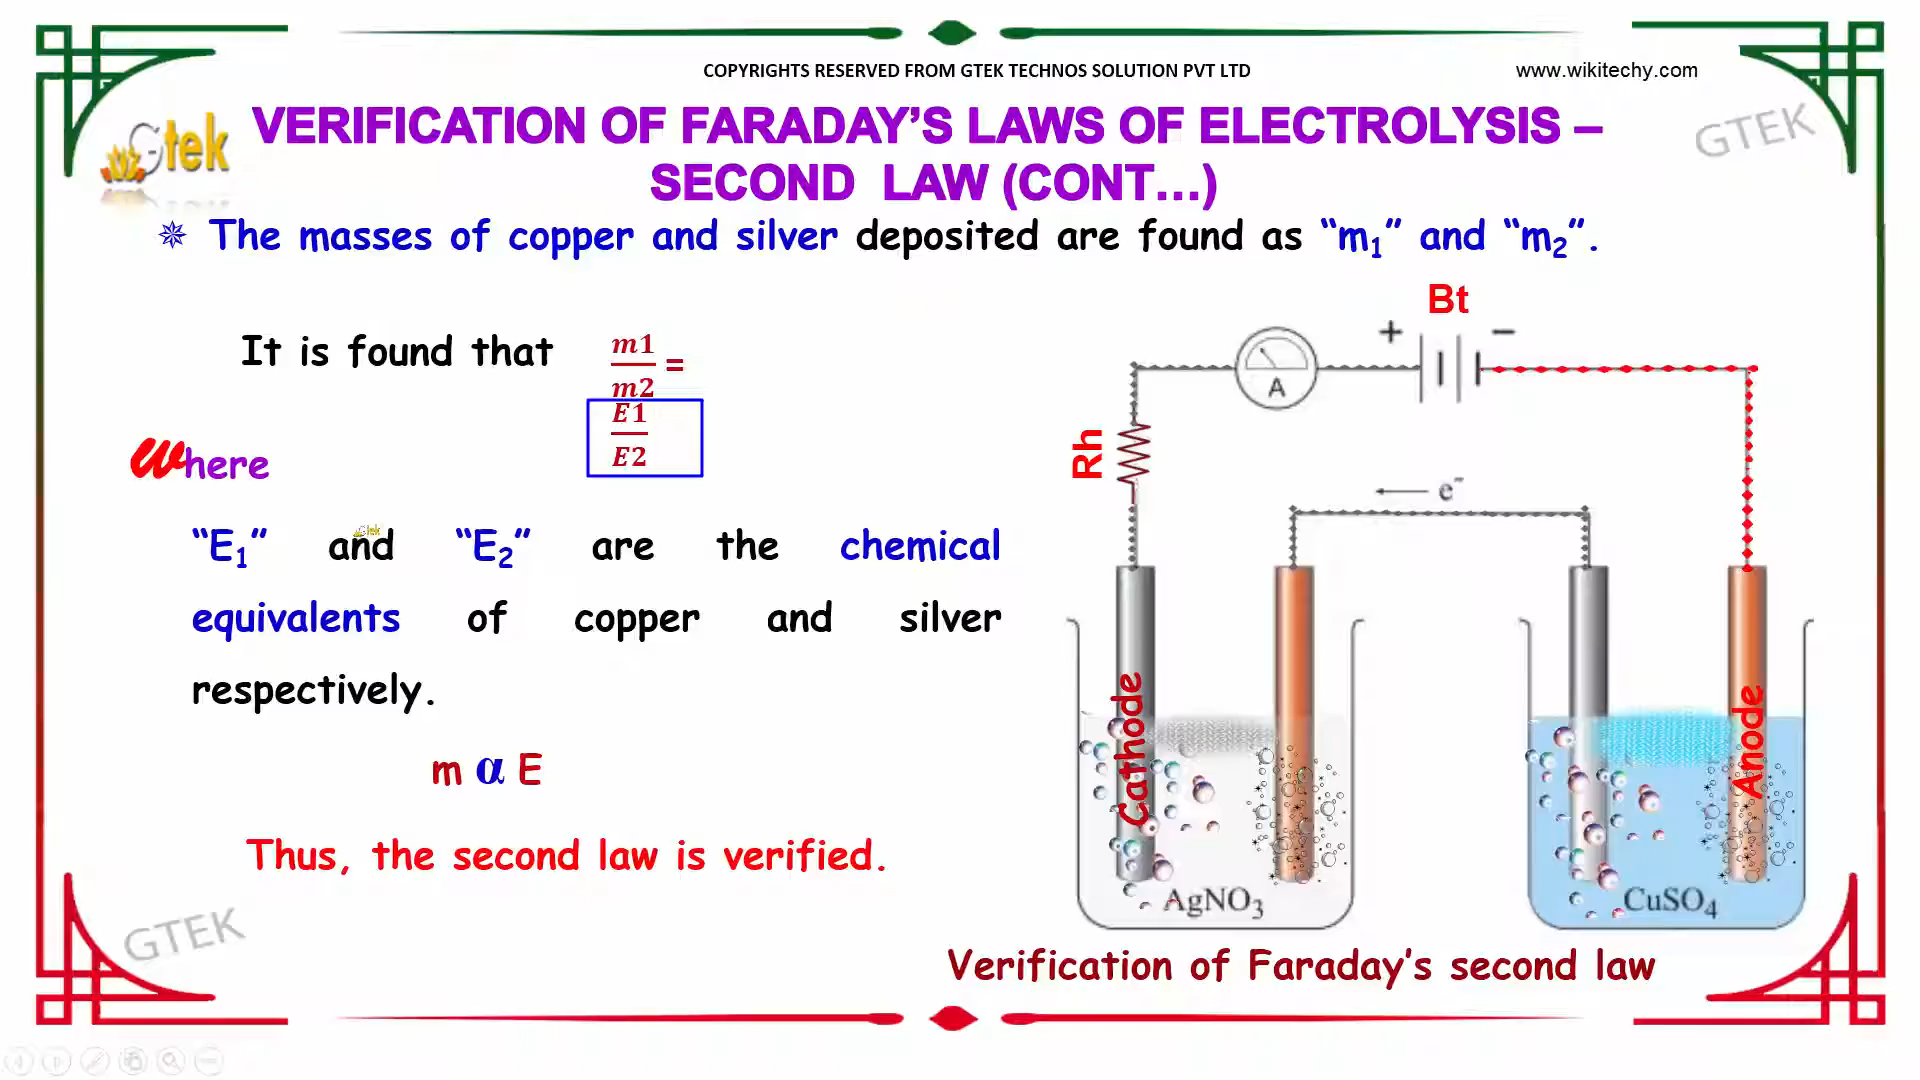 COPYRIGHTS RESERVED FROM GTEK TECHNOS SOLUTION PVT LTD
www.wikitechy.com
Gtek
VERIFICATION OF FARADAY’S LAWS OF ELECTROLYSIS –
GTEK
SECOND LAW (CONT…)
✵ The masses of copper and silver deposited are found as “m₁” and “m₂”.
It is found that
m1
m2
=
E1
E2
Where
“E₁” and “E₂” are the chemical
Gtek
equivalents of copper and silver
respectively.
m α E
Thus, the second law is verified.
GTEK
Bt
+ −
A
Rh
← e⁻
Cathode
Anode
AgNO₃
CuSO₄
Verification of Faraday’s second law